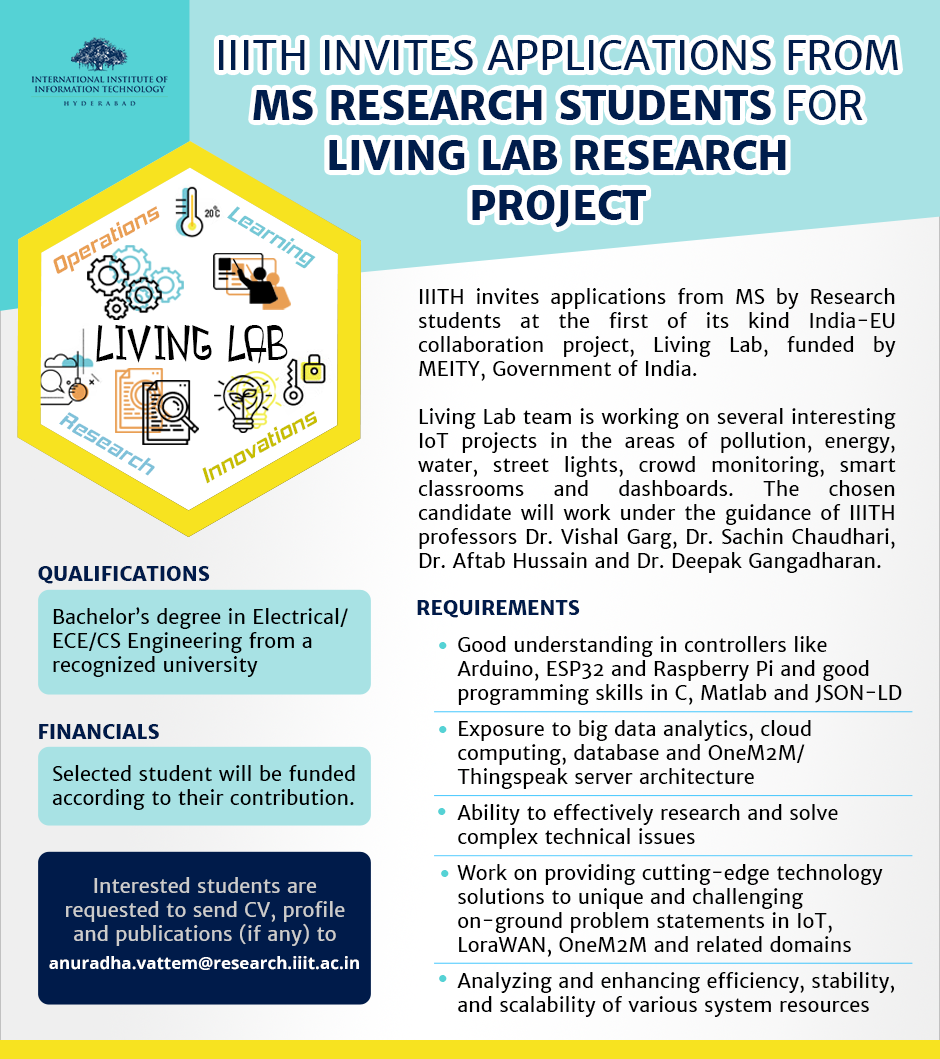 INTERNATIONAL INSTITUTE OF
INFORMATION TECHNOLOGY
HYDERABAD
IIITH INVITES APPLICATIONS FROM
MS RESEARCH STUDENTS FOR
LIVING LAB RESEARCH
PROJECT
Operations
20°c
Learning
LIVING LAB
Research
Innovations
IIITH invites applications from MS by Research
students at the first of its kind India-EU
collaboration project, Living Lab, funded by
MEITY, Government of India.
Living Lab team is working on several interesting
IoT projects in the areas of pollution, energy,
water, street lights, crowd monitoring, smart
classrooms and dashboards. The chosen
candidate will work under the guidance of IIITH
professors Dr. Vishal Garg, Dr. Sachin Chaudhari,
Dr. Aftab Hussain and Dr. Deepak Gangadharan.
QUALIFICATIONS
Bachelor's degree in Electrical/
ECE/CS Engineering from a
recognized university
FINANCIALS
Selected student will be funded
according to their contribution.
Interested students are
requested to send CV, profile
and publications (if any) to
anuradha.vattem@research.iiit.ac.in
REQUIREMENTS
• Good understanding in controllers like
Arduino, ESP32 and Raspberry Pi and good
programming skills in C, Matlab and JSON-LD
• Exposure to big data analytics, cloud
computing, database and OneM2M/
Thingspeak server architecture
• Ability to effectively research and solve
complex technical issues
• Work on providing cutting-edge technology
solutions to unique and challenging
on-ground problem statements in IoT,
LoraWAN, OneM2M and related domains
• Analyzing and enhancing efficiency, stability,
and scalability of various system resources